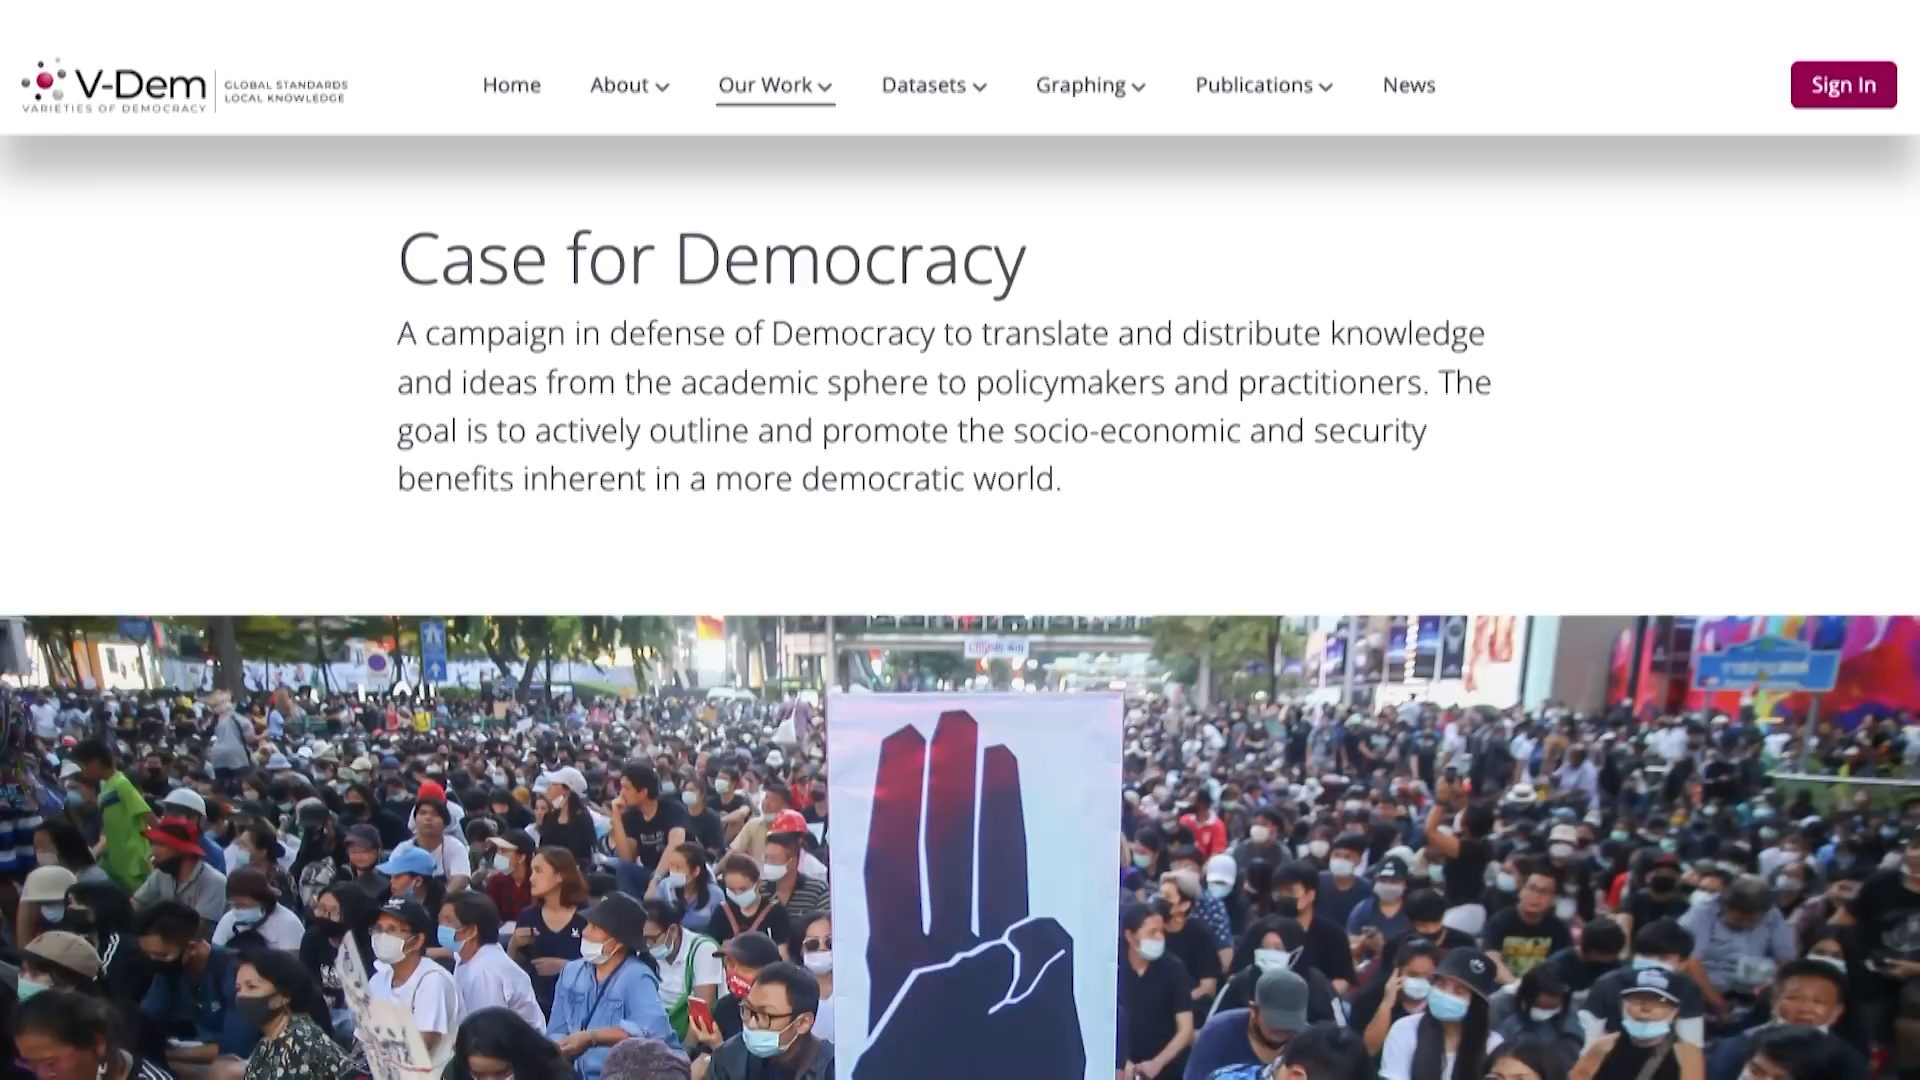 V-Dem
VARIETIES OF DEMOCRACY
GLOBAL STANDARDS
LOCAL KNOWLEDGE
Home
About
Our Work
Datasets
Graphing
Publications
News
Sign In
Case for Democracy
A campaign in defense of Democracy to translate and distribute knowledge
and ideas from the academic sphere to policymakers and practitioners. The
goal is to actively outline and promote the socio-economic and security
benefits inherent in a more democratic world.